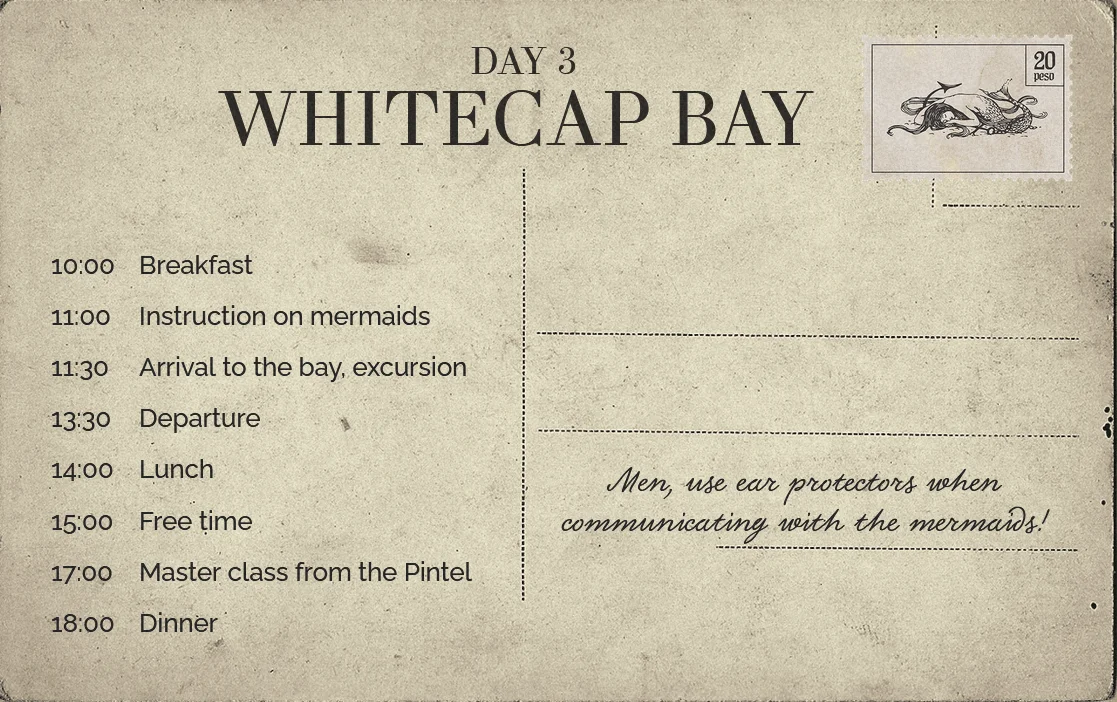 DAY 3
WHITECAP BAY
20
peso
10:00 Breakfast
11:00 Instruction on mermaids
11:30 Arrival to the bay, excursion
13:30 Departure
14:00 Lunch
15:00 Free time
17:00 Master class from the Pintel
18:00 Dinner
Men, use ear protectors when
communicating with the mermaids!